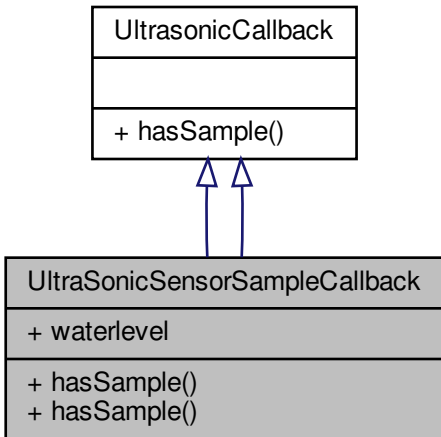 UltrasonicCallback
+ hasSample()
UltraSonicSensorSampleCallback
+ waterlevel
+ hasSample()
+ hasSample()